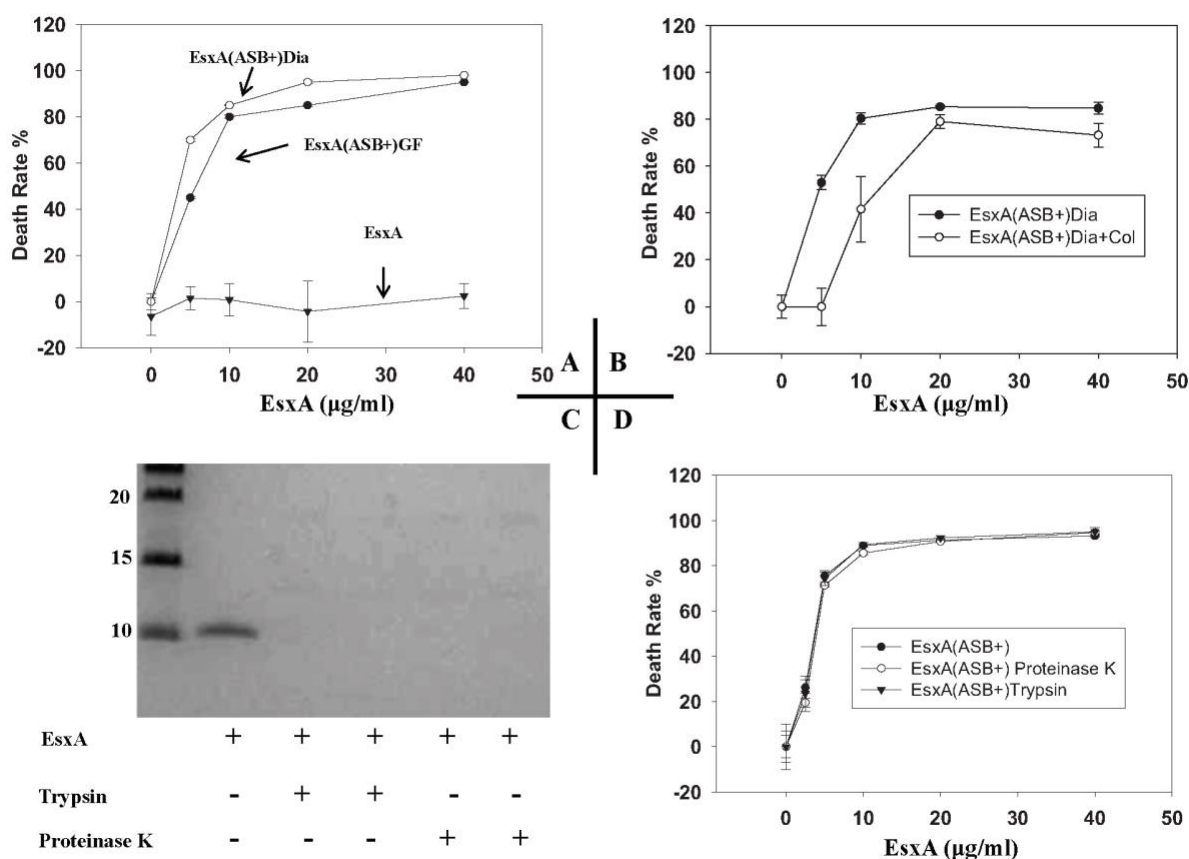 120
100
80
60
40
20
0
-20
Death Rate %
EsxA(ASB+)Dia
EsxA(ASB+)GF
EsxA
0 10 20 30 40 50
EsxA (µg/ml)
A B
C D
120
100
80
60
40
20
0
-20
Death Rate %
EsxA(ASB+)Dia
EsxA(ASB+)Dia+Col
0 10 20 30 40 50
EsxA (µg/ml)
20
15
10
EsxA + + + + +
Trypsin - + + - -
Proteinase K - - - + +
120
100
80
60
40
20
0
-20
Death Rate %
EsxA(ASB+)
EsxA(ASB+) Proteinase K
EsxA(ASB+)Trypsin
0 10 20 30 40 50
EsxA (µg/ml)